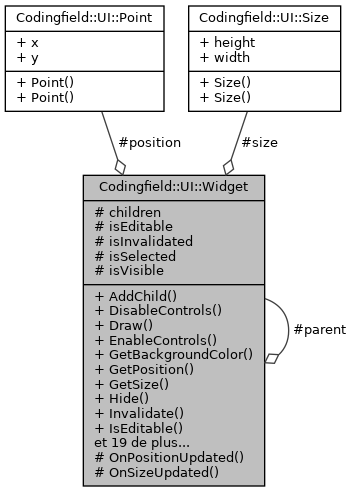 Codingfield::UI::Point
+ x
+ y
+ Point()
+ Point()
Codingfield::UI::Size
+ height
+ width
+ Size()
+ Size()
#position
#size
Codingfield::UI::Widget
# children
# isEditable
# isInvalidated
# isSelected
# isVisible
+ AddChild()
+ DisableControls()
+ Draw()
+ EnableControls()
+ GetBackgroundColor()
+ GetPosition()
+ GetSize()
+ Hide()
+ Invalidate()
+ IsEditable()
et 19 de plus...
# OnPositionUpdated()
# OnSizeUpdated()
#parent